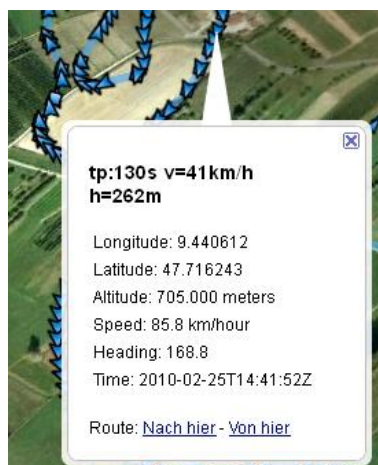 tp:130s v=41km/h
h=262m
Longitude: 9.440612
Latitude: 47.716243
Altitude: 705.000 meters
Speed: 85.8 km/hour
Heading: 168.8
Time: 2010-02-25T14:41:52Z
Route: Nach hier - Von hier